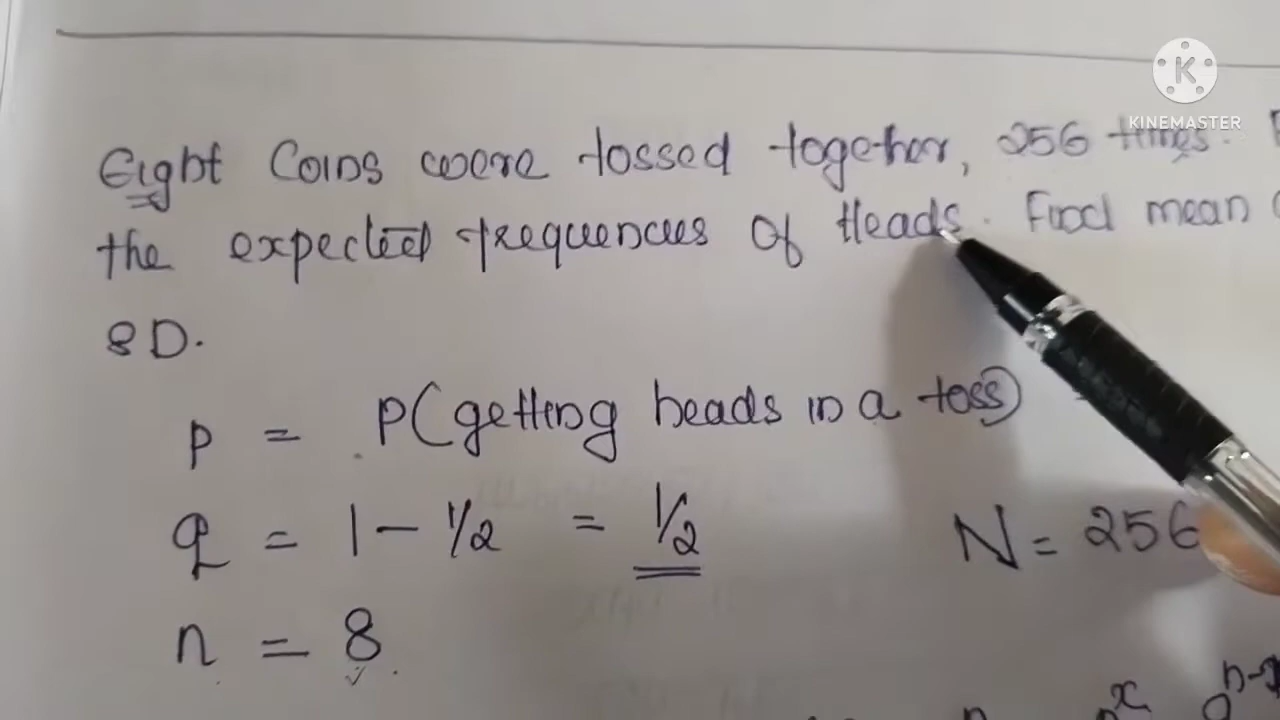 KINEMASTER
Eight Coins were tossed together, 256 times.
the expected frequencies of Heads. Find mean
SD.
p = P(getting heads in a toss)
q = 1 - 1/2 = 1/2
N = 256
n = 8